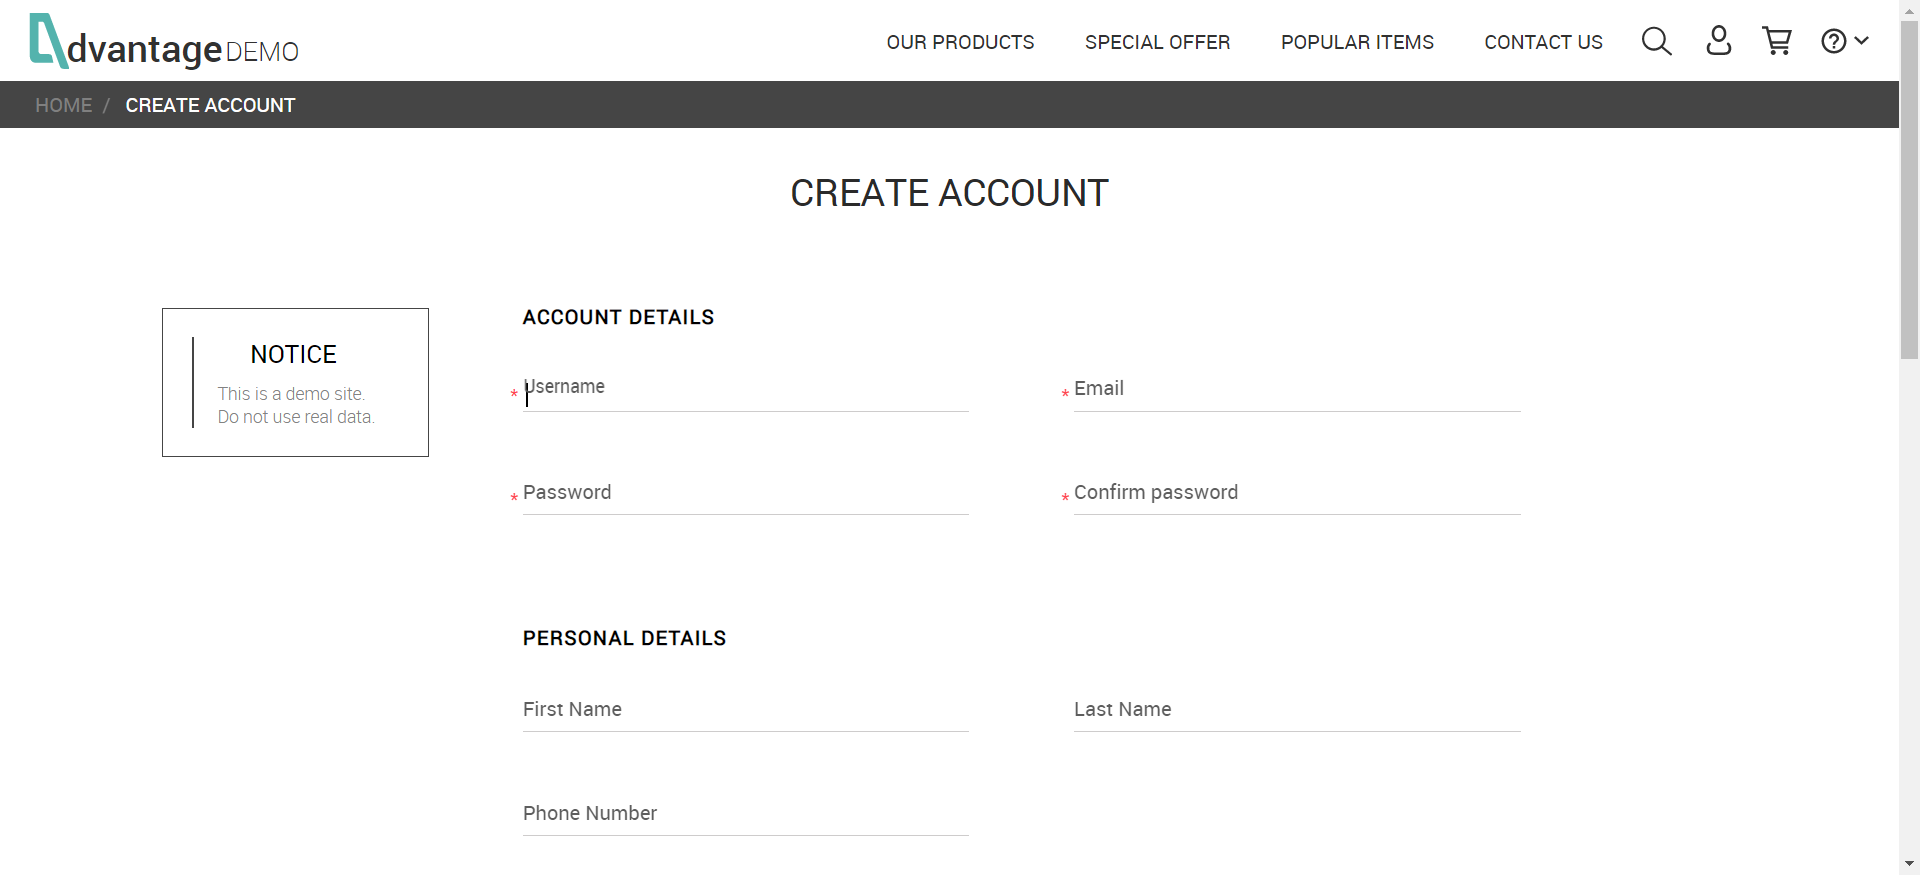 dvantage DEMO
OUR PRODUCTS
SPECIAL OFFER
POPULAR ITEMS
CONTACT US
HOME / CREATE ACCOUNT
CREATE ACCOUNT
NOTICE
This is a demo site.
Do not use real data.
ACCOUNT DETAILS
* Username
* Email
* Password
* Confirm password
PERSONAL DETAILS
First Name
Last Name
Phone Number